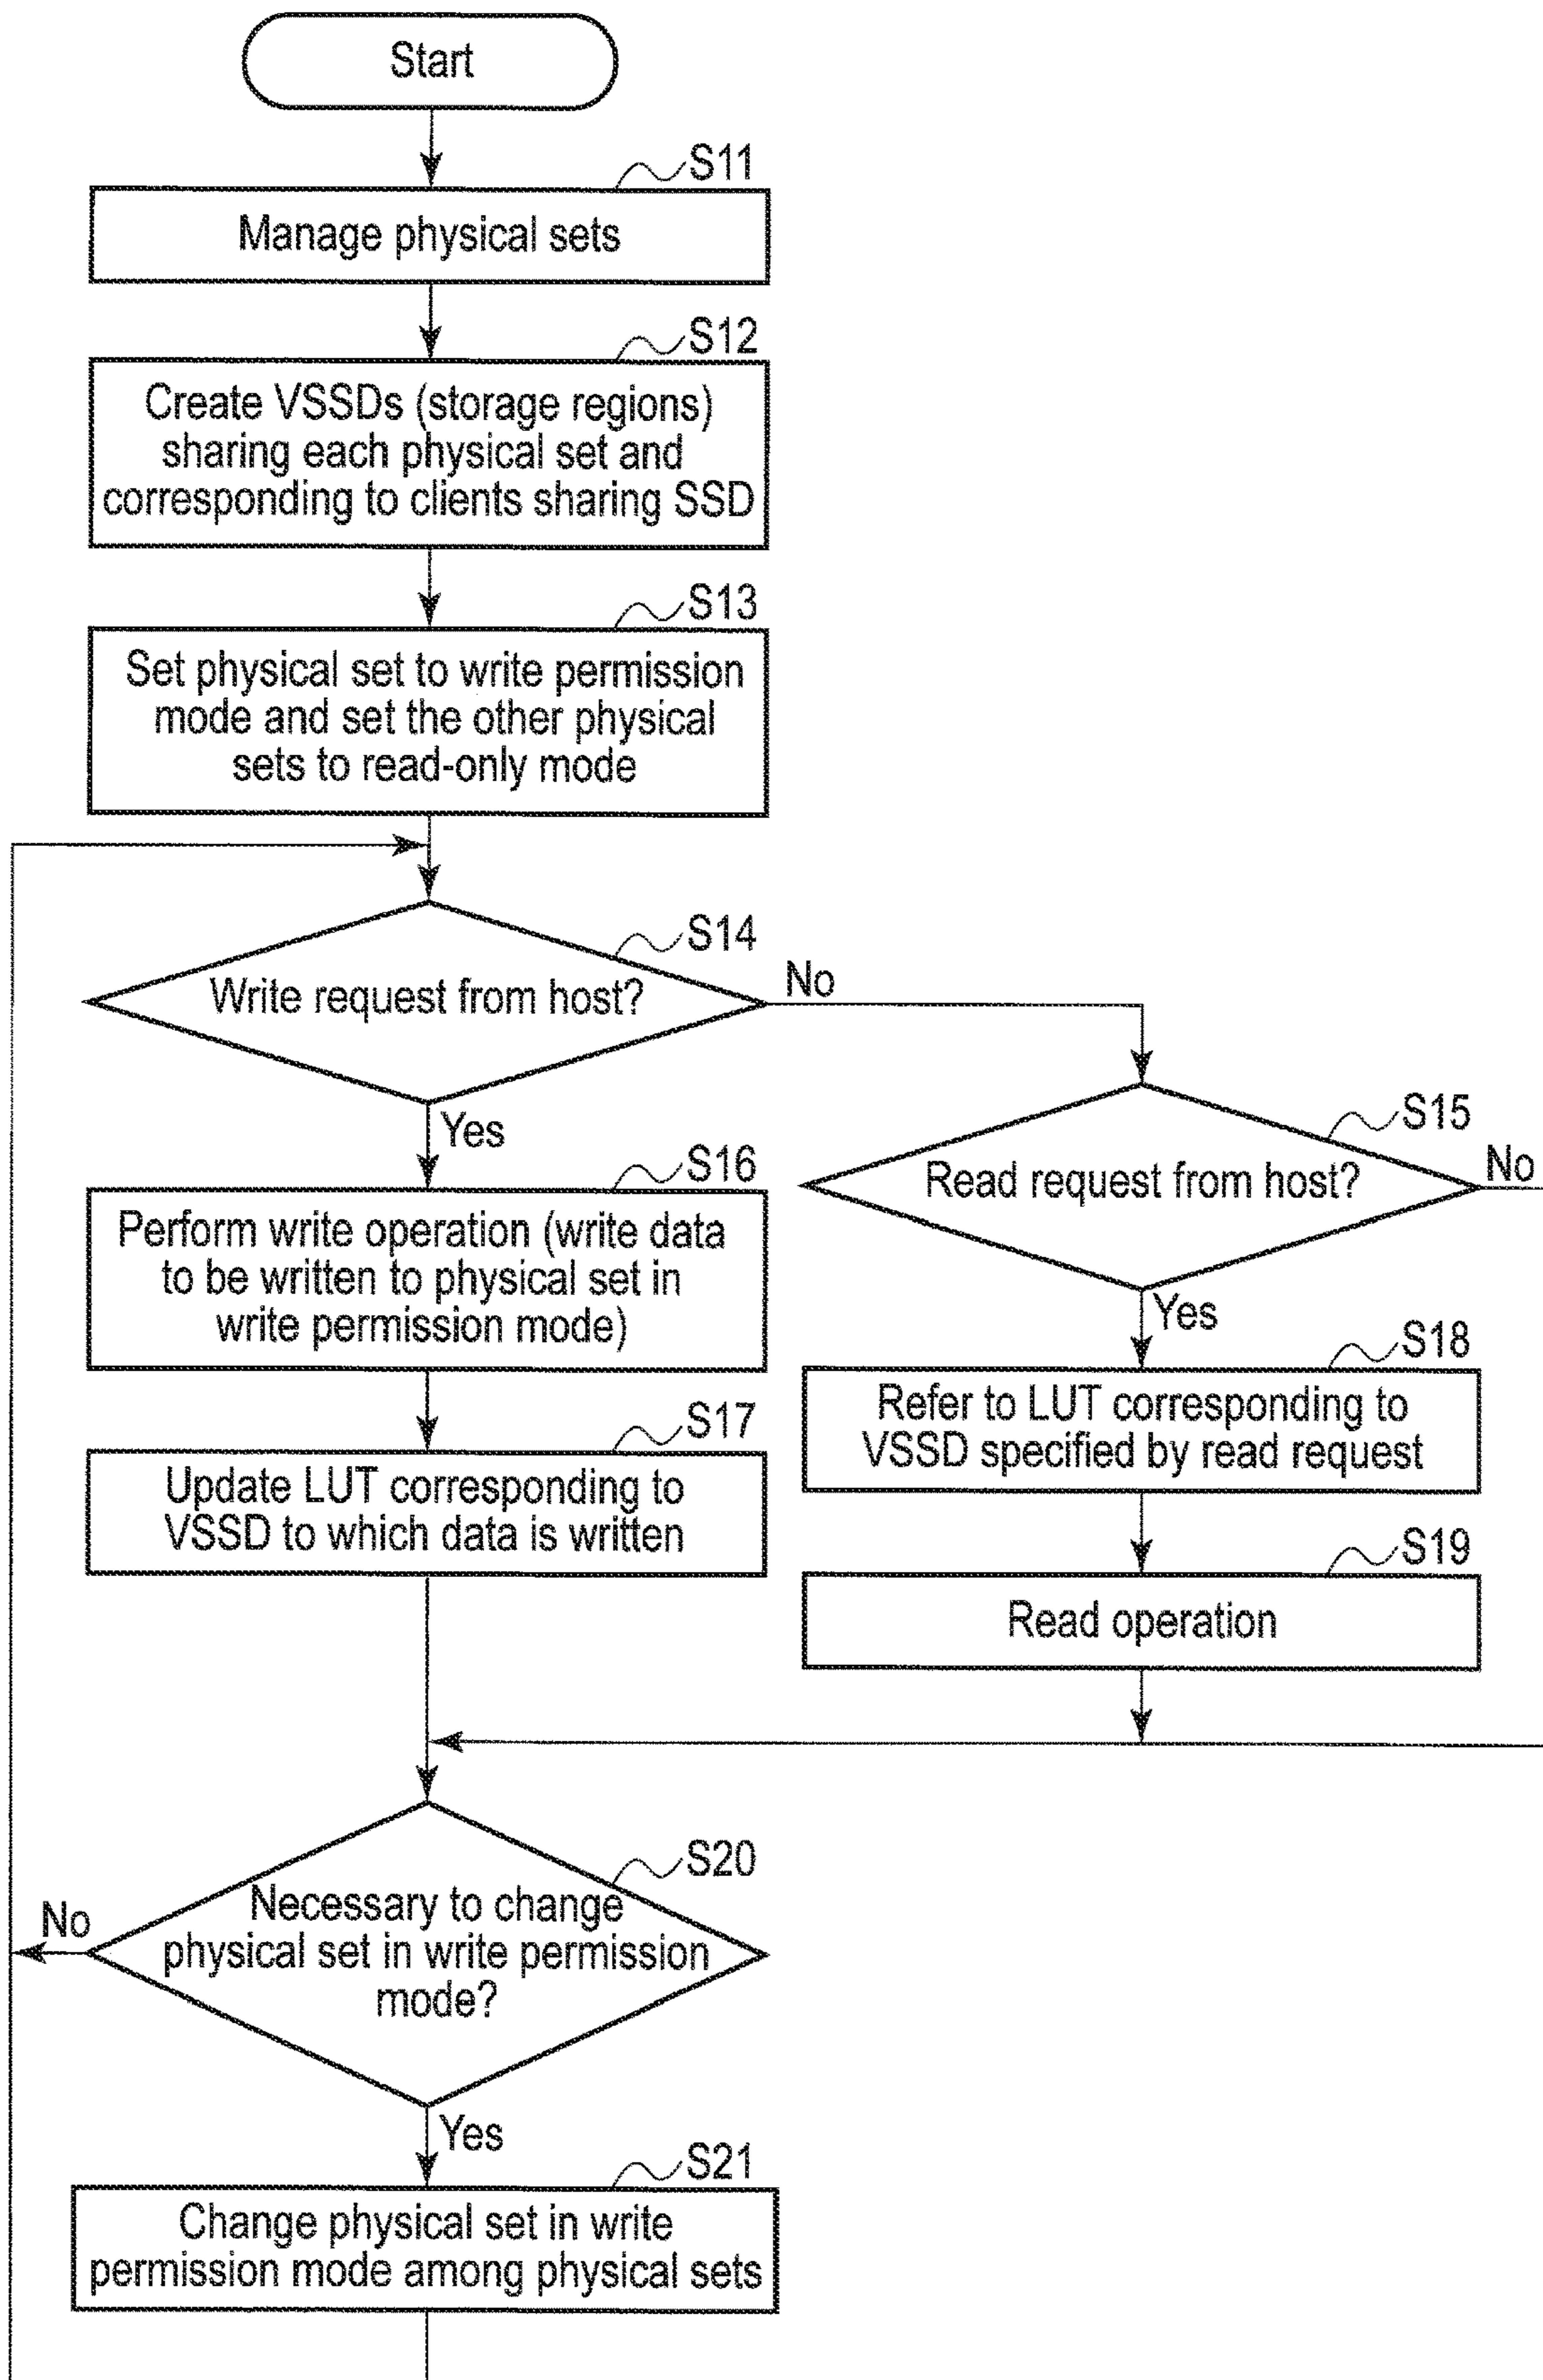 Start
S11
Manage physical sets
S12
Create VSSDs (storage regions)
sharing each physical set and
corresponding to clients sharing SSD
S13
Set physical set to write permission
mode and set the other physical
sets to read-only mode
S14
Write request from host?
No
Yes
S15
Read request from host?
No
Yes
S16
Perform write operation (write data
to be written to physical set in
write permission mode)
S17
Update LUT corresponding to
VSSD to which data is written
S18
Refer to LUT corresponding to
VSSD specified by read request
S19
Read operation
S20
Necessary to change
physical set in write permission
mode?
No
Yes
S21
Change physical set in write
permission mode among physical sets